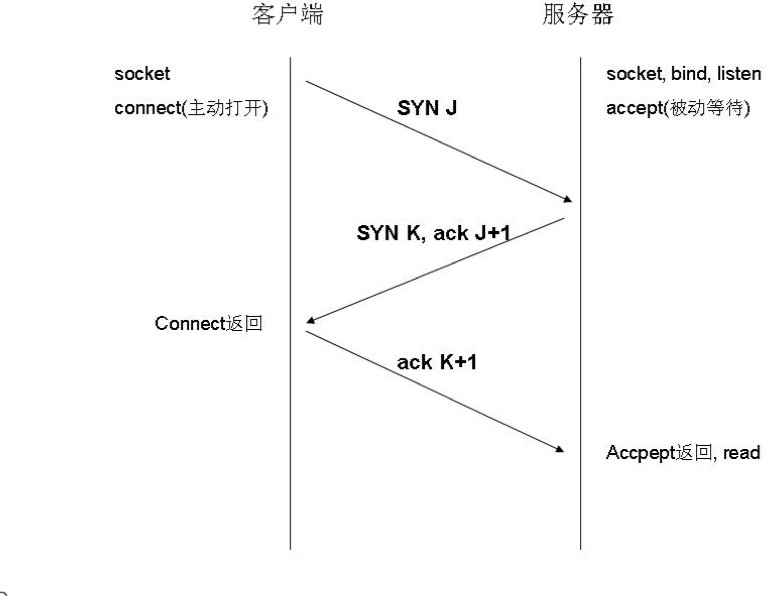 客户端
服务器
socket
socket, bind, listen
connect(主动打开)
SYN J
accept(被动等待)
SYN K, ack J+1
Connect返回
ack K+1
Accpept返回, read